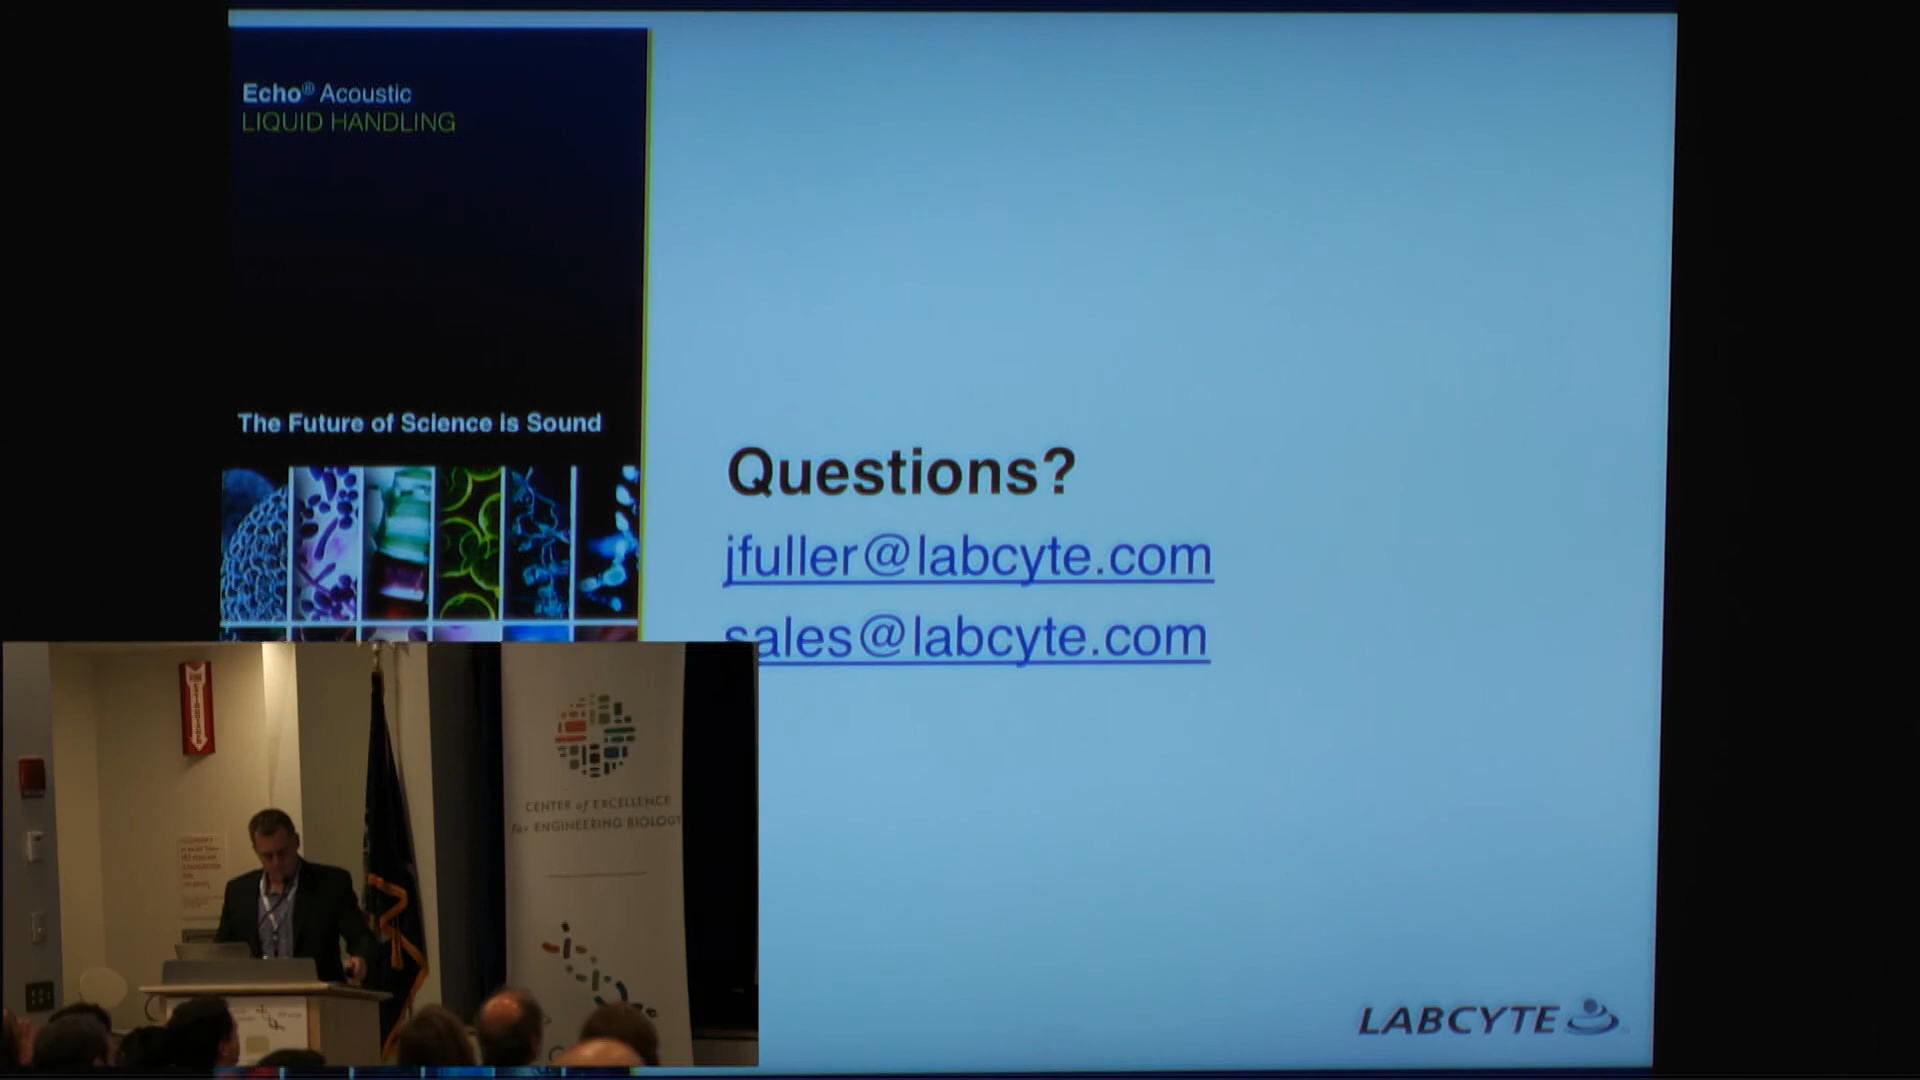 Echo® Acoustic
LIQUID HANDLING
The Future of Science is Sound
Questions?
jfuller@labcyte.com
sales@labcyte.com
LABCYTE
CENTER of EXCELLENCE
for ENGINEERING BIOLOGY